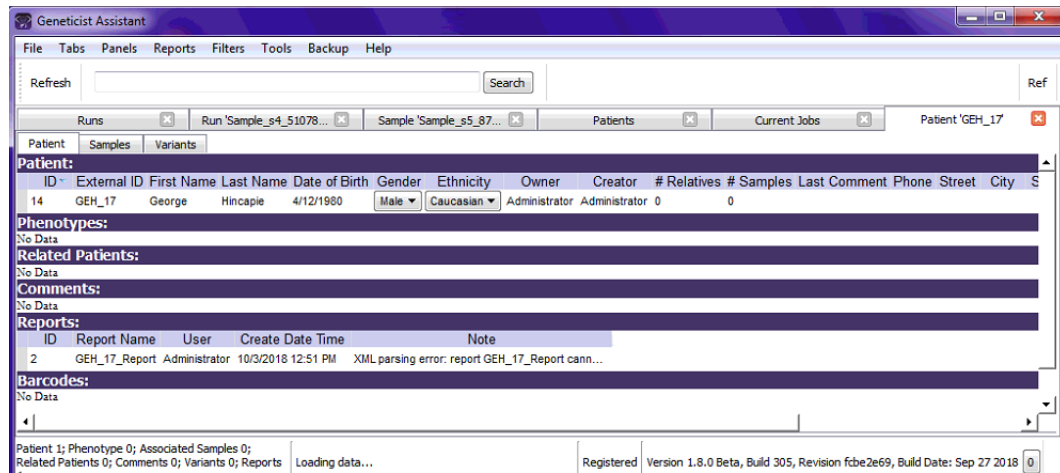 Geneticist Assistant
File Tabs Panels Reports Filters Tools Backup Help
Refresh Search Ref
Runs Run 'Sample_s4_51078... Sample 'Sample_s5_87... Patients Current Jobs Patient 'GEH_17'
Patient Samples Variants
Patient:
ID External ID First Name Last Name Date of Birth Gender Ethnicity Owner Creator # Relatives # Samples Last Comment Phone Street City S
14 GEH_17 George Hincapie 4/12/1980 Male Caucasian Administrator Administrator 0 0
Phenotypes:
No Data
Related Patients:
No Data
Comments:
No Data
Reports:
ID Report Name User Create Date Time Note
2 GEH_17_Report Administrator 10/3/2018 12:51 PM XML parsing error: report GEH_17_Report cann...
Barcodes:
No Data
Patient 1; Phenotype 0; Associated Samples 0;
Related Patients 0; Comments 0; Variants 0; Reports Loading data... Registered Version 1.8.0 Beta, Build 305, Revision fcbe2e69, Build Date: Sep 27 2018 0